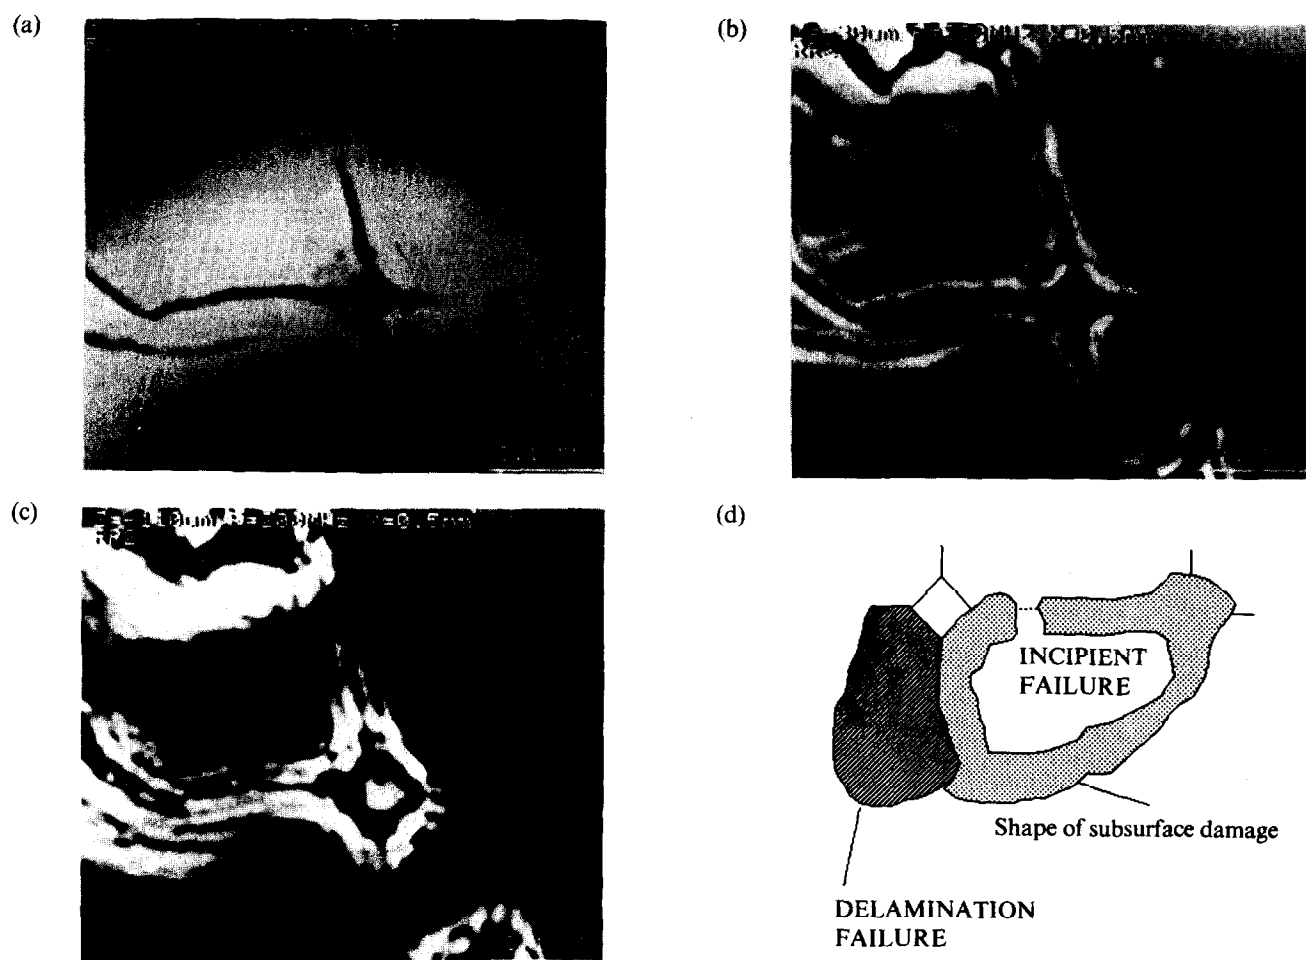 (a)
(b)
(c)
(d)
INCIPIENT
FAILURE
Shape of subsurface damage
DELAMINATION
FAILURE